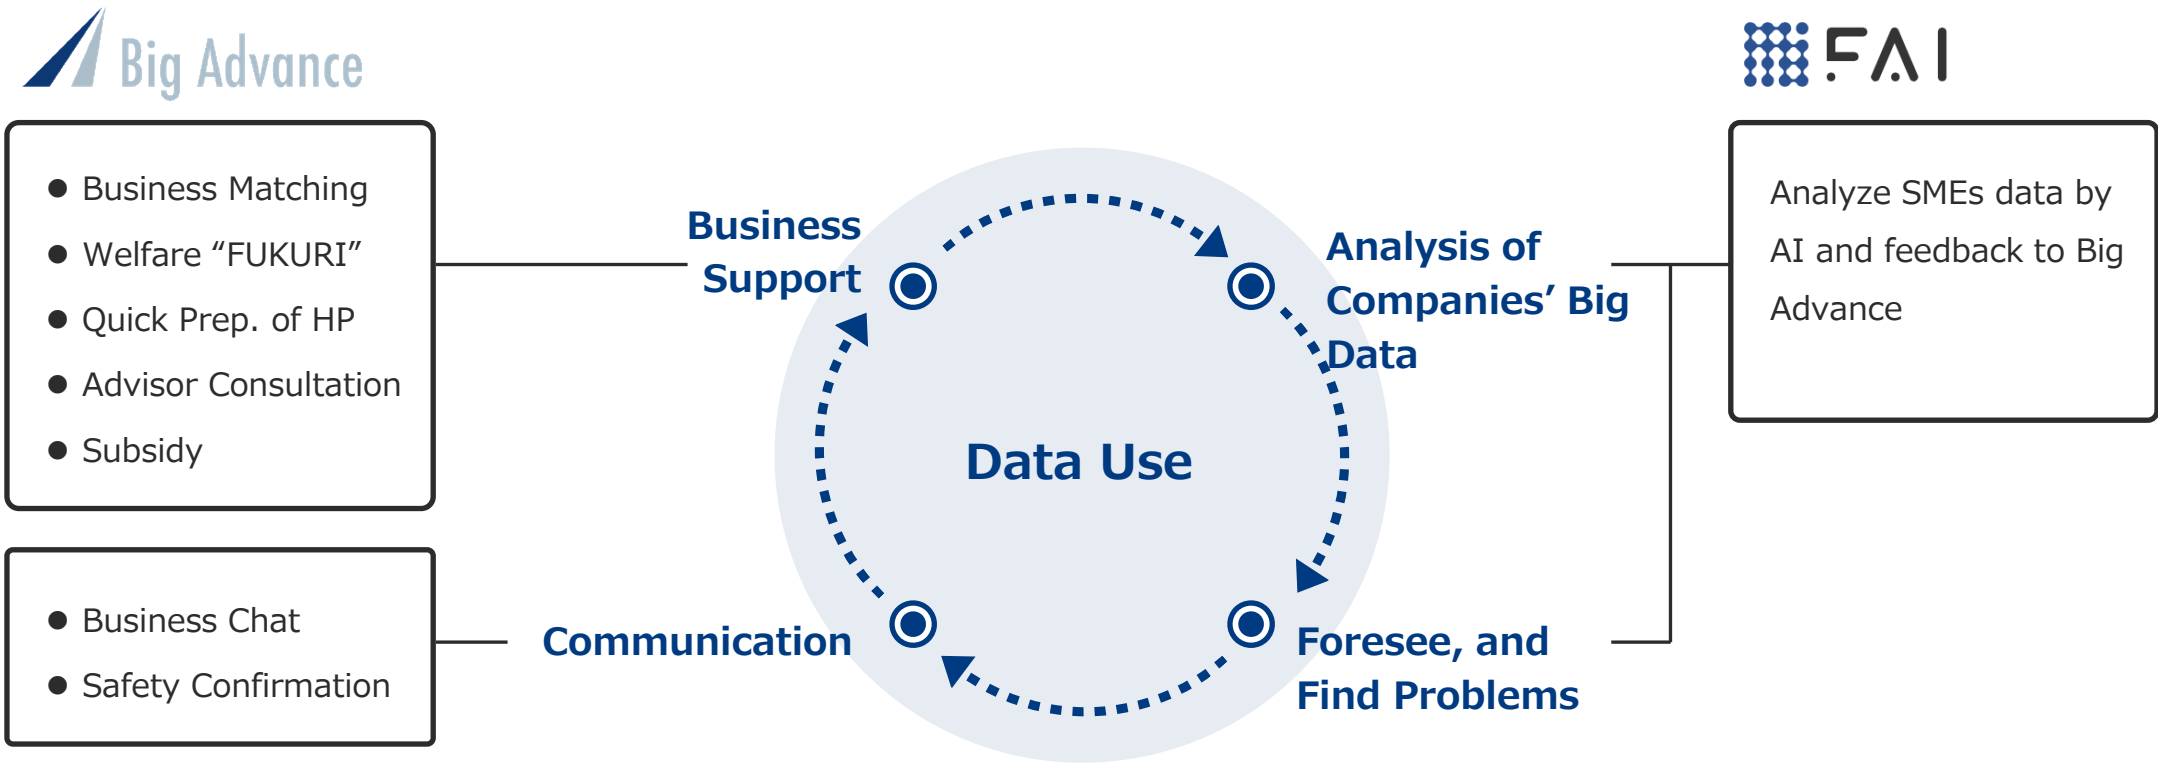 Big Advance
Business Matching
Welfare “FUKURI”
Quick Prep. of HP
Advisor Consultation
Subsidy
Business Chat
Safety Confirmation
Business
Support
Communication
Data Use
Analysis of
Companies’ Big
Data
Foresee, and
Find Problems
FAI
Analyze SMEs data by
AI and feedback to Big
Advance